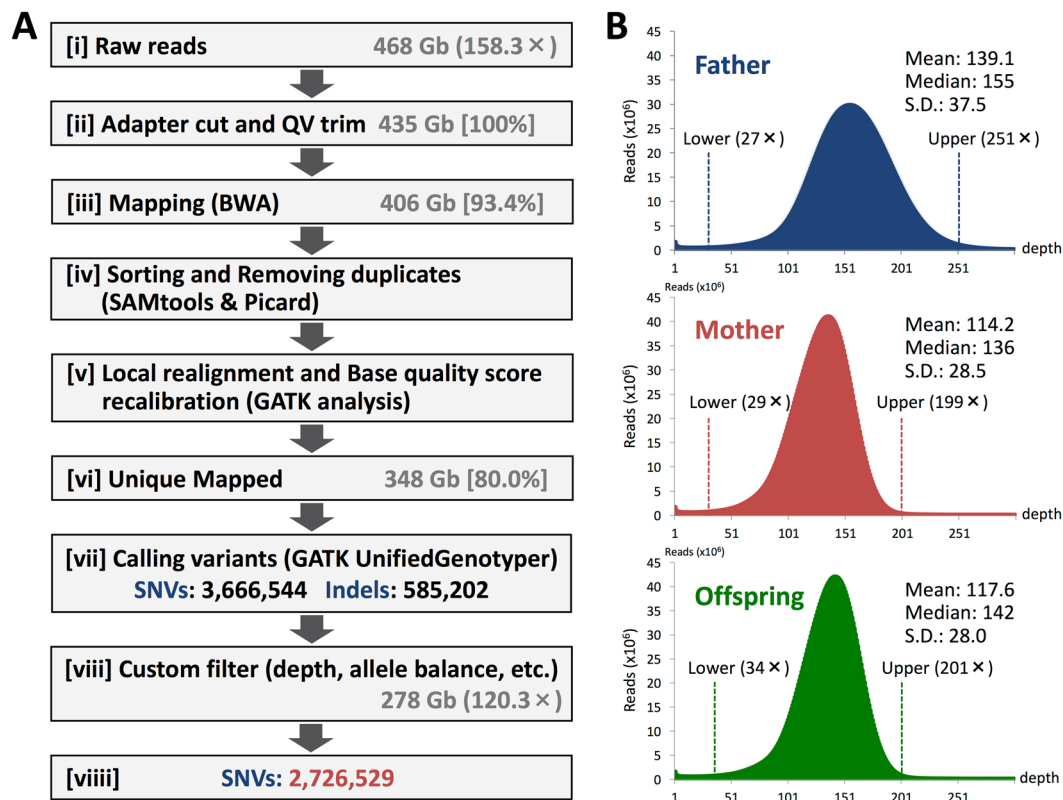 A
[i] Raw reads 468 Gb (158.3 ×)
[ii] Adapter cut and QV trim 435 Gb [100%]
[iii] Mapping (BWA) 406 Gb [93.4%]
[iv] Sorting and Removing duplicates
(SAMtools & Picard)
[v] Local realignment and Base quality score
recalibration (GATK analysis)
[vi] Unique Mapped 348 Gb [80.0%]
[vii] Calling variants (GATK UnifiedGenotyper)
SNVs: 3,666,544 Indels: 585,202
[viii] Custom filter (depth, allele balance, etc.)
278 Gb (120.3 ×)
[viiii] SNVs: 2,726,529
B
Father
Mean: 139.1
Median: 155
S.D.: 37.5
Lower (27 ×)
Upper (251 ×)
Reads (x10⁶)
45
40
35
30
25
20
15
10
5
0
1 51 101 151 201 251
depth
Reads (x10⁶)
Mother
Mean: 114.2
Median: 136
S.D.: 28.5
Lower (29 ×)
Upper (199 ×)
45
40
35
30
25
20
15
10
5
0
1 51 101 151 201 251
depth
Reads (x10⁶)
Offspring
Mean: 117.6
Median: 142
S.D.: 28.0
Lower (34 ×)
Upper (201 ×)
Reads (x10⁶)
45
40
35
30
25
20
15
10
5
0
1 51 101 151 201 251
depth